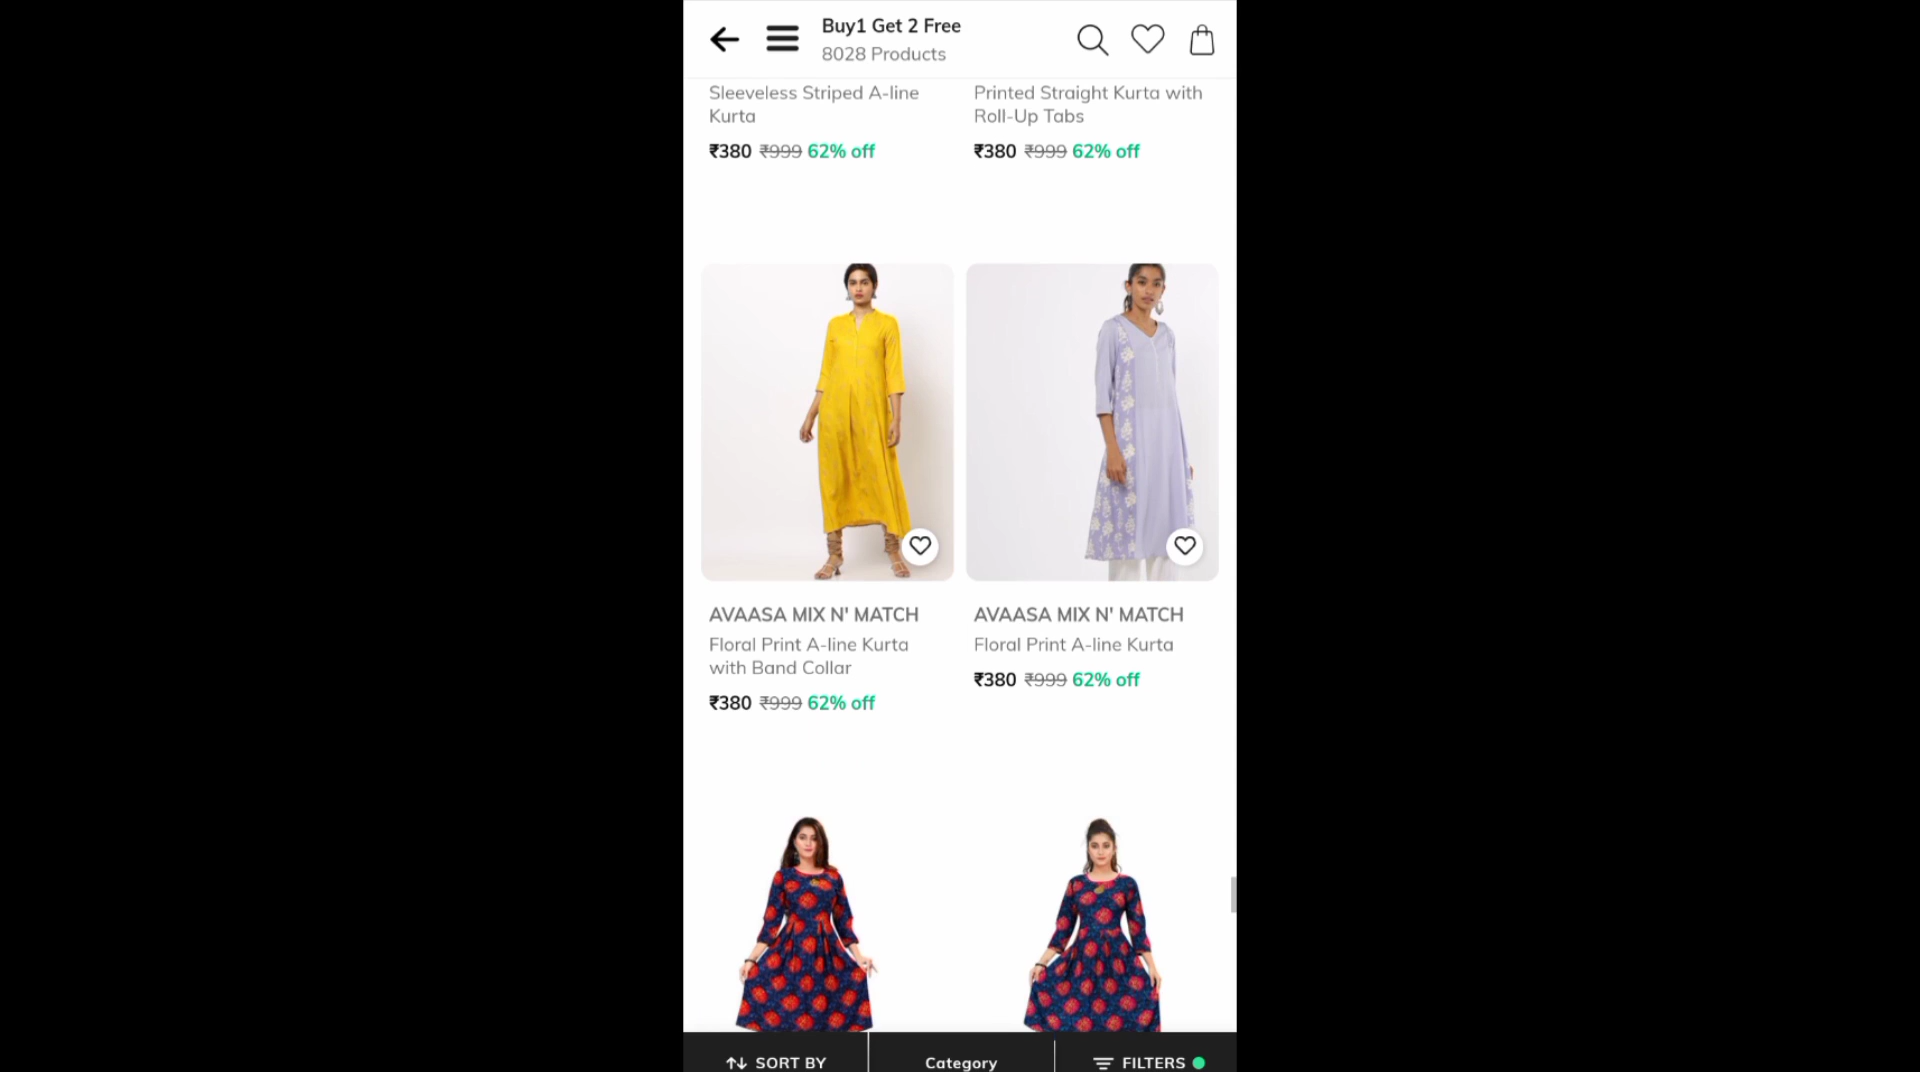 Buy1 Get 2 Free
8028 Products
Sleeveless Striped A-line Kurta
₹380 ₹999 62% off
Printed Straight Kurta with Roll-Up Tabs
₹380 ₹999 62% off
AVAASA MIX N' MATCH
Floral Print A-line Kurta
with Band Collar
₹380 ₹999 62% off
AVAASA MIX N' MATCH
Floral Print A-line Kurta
₹380 ₹999 62% off
SORT BY
Category
FILTERS